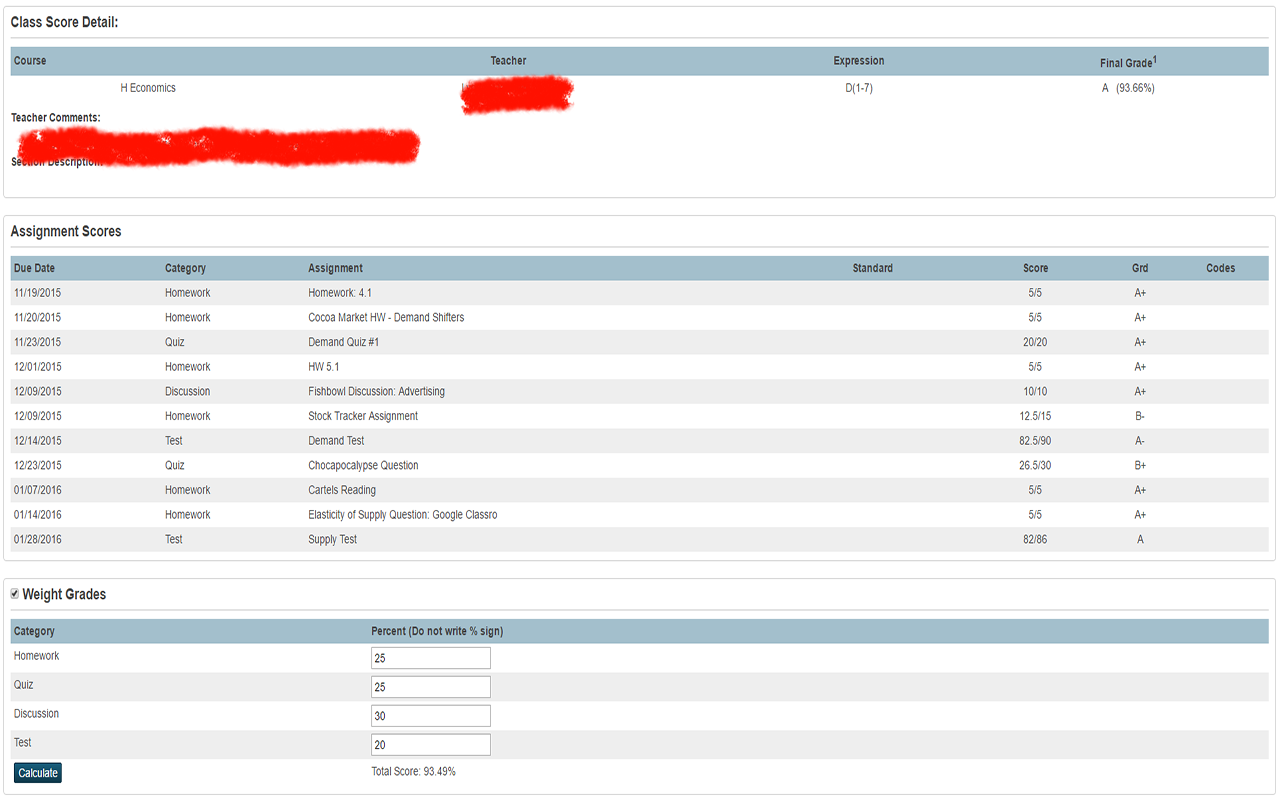 Class Score Detail:
Course Teacher Expression Final Grade1
H Economics D(1-7) A (93.66%)
Teacher Comments:
Section Description:
Assignment Scores
Due Date Category Assignment Standard Score Grd Codes
11/19/2015 Homework Homework: 4.1 5/5 A+
11/20/2015 Homework Cocoa Market HW - Demand Shifters 5/5 A+
11/23/2015 Quiz Demand Quiz #1 20/20 A+
12/01/2015 Homework HW 5.1 5/5 A+
12/09/2015 Discussion Fishbowl Discussion: Advertising 10/10 A+
12/09/2015 Homework Stock Tracker Assignment 12.5/15 B-
12/14/2015 Test Demand Test 82.5/90 A-
12/23/2015 Quiz Chocapocalypse Question 26.5/30 B+
01/07/2016 Homework Cartels Reading 5/5 A+
01/14/2016 Homework Elasticity of Supply Question: Google Classro 5/5 A+
01/28/2016 Test Supply Test 82/86 A
Weight Grades
Category Percent (Do not write % sign)
Homework 25
Quiz 25
Discussion 30
Test 20
Calculate Total Score: 93.49%